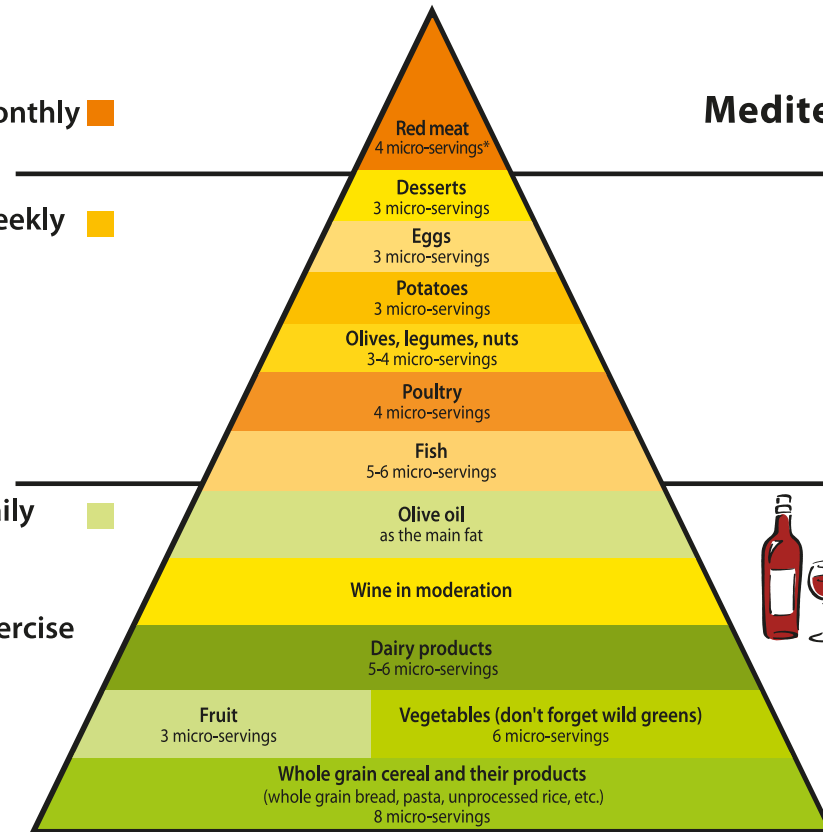 onthly
Medite
Red meat
4 micro-servings*
eekly
Desserts
3 micro-servings
Eggs
3 micro-servings
Potatoes
3 micro-servings
Olives, legumes, nuts
3-4 micro-servings
Poultry
4 micro-servings
Fish
5-6 micro-servings
ily
Olive oil
as the main fat
Wine in moderation
ercise
Dairy products
5-6 micro-servings
Fruit
3 micro-servings
Vegetables (don't forget wild greens)
6 micro-servings
Whole grain cereal and their products
(whole grain bread, pasta, unprocessed rice, etc.)
8 micro-servings